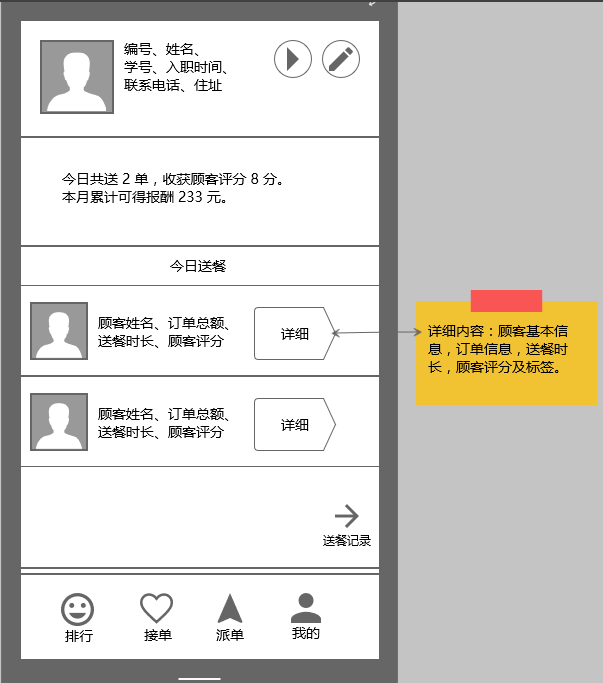 编号、姓名、
学号、入职时间、
联系电话、住址
今日共送 2 单，收获顾客评分 8 分。
本月累计可得报酬 233 元。
今日送餐
顾客姓名、订单总额、
送餐时长、顾客评分
详细
详细内容：顾客基本信
息，订单信息，送餐时
长，顾客评分及标签。
顾客姓名、订单总额、
送餐时长、顾客评分
详细
送餐记录
排行
接单
派单
我的